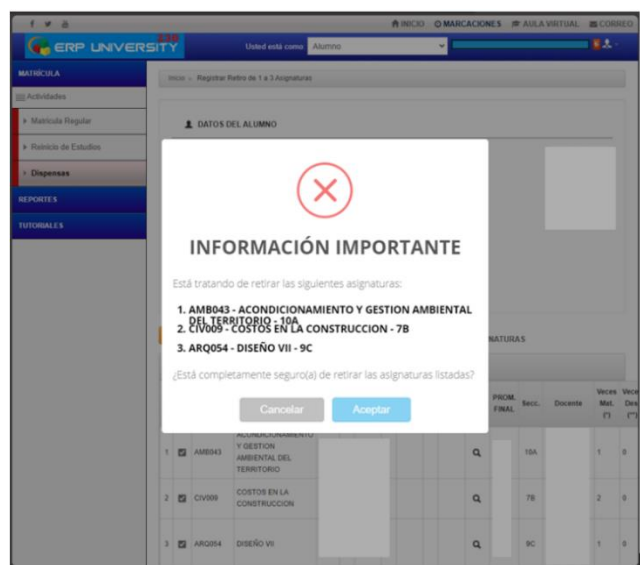 INICIO MARCACIONES AULA VIRTUAL CORREO
ERP UNIVERSITY
Usted está como: Alumno
MATRÍCULA
Actividades
Matricula Regular
Reinicio de Estudios
Dispensas
REPORTES
TUTORIALES
Inicio » Registrar Retiro de 1 a 3 Asignaturas
DATOS DEL ALUMNO
INFORMACIÓN IMPORTANTE
Está tratando de retirar las siguientes asignaturas:
1. AMB043 - ACONDICIONAMIENTO Y GESTION AMBIENTAL
DEL TERRITORIO - 10A
2. CIV009 - COSTOS EN LA CONSTRUCCION - 7B
3. ARQ054 - DISEÑO VII - 9C
¿Está completamente seguro(a) de retirar las asignaturas listadas?
Cancelar Aceptar
NATURAS
PROM. FINAL Secc. Docente Veces Mat. (*) Vece Des (**)
1 AMB043 ACONDICIONAMIENTO Y GESTION AMBIENTAL DEL TERRITORIO 10A 1 0
2 CIV009 COSTOS EN LA CONSTRUCCION 7B 2 0
3 ARQ054 DISEÑO VII 9C 1 0